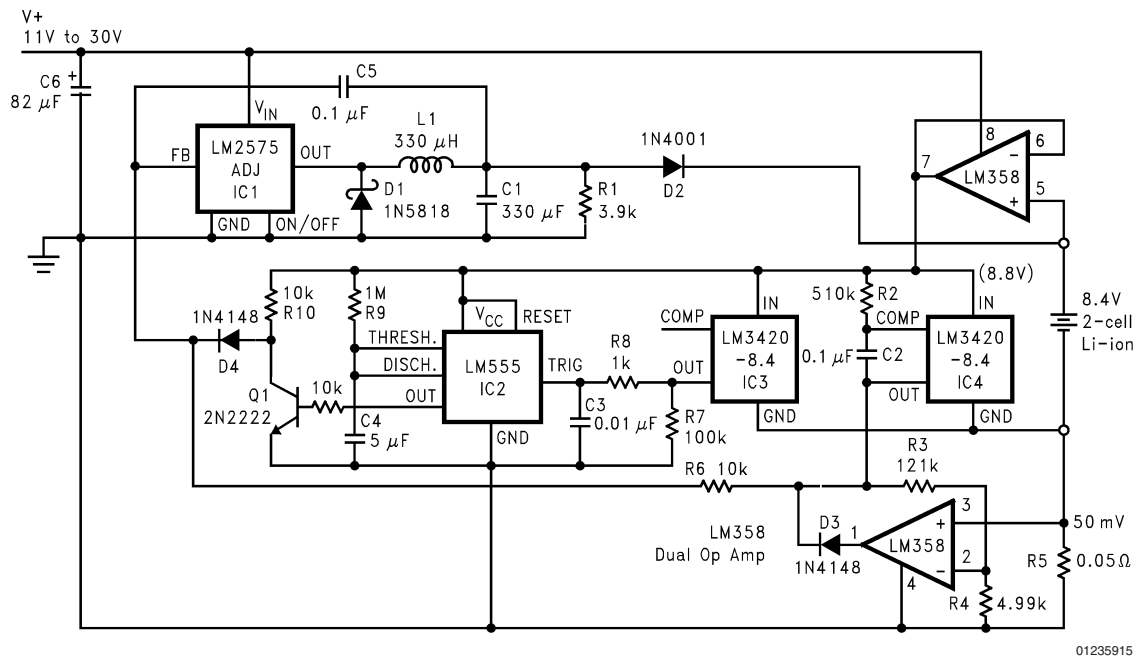 V+
11V to 30V
C6
+
82 μF
C5
0.1 μF
VIN
L1
330 μH
1N4001
FB
LM2575
ADJ
IC1
OUT
D1
1N5818
C1
330 μF
R1
3.9k
D2
GND
ON/OFF
8
7
LM358
6
−
5
+
(8.8V)
8.4V
2-cell
Li-ion
10k
R10
1M
R9
VCC
RESET
1N4148
D4
THRESH.
DISCH.
OUT
LM555
IC2
TRIG
R8
1k
COMP
OUT
IN
LM3420
-8.4
IC3
GND
510k
R2
COMP
0.1 μF
C2
OUT
IN
LM3420
-8.4
IC4
GND
Q1
2N2222
10k
C4
5 μF
GND
C3
0.01 μF
R7
100k
R6 10k
R3
121k
LM358
Dual Op Amp
D3
1N4148
1
LM358
3
+
2
−
4
50 mV
R5
0.05Ω
R4
4.99k
01235915